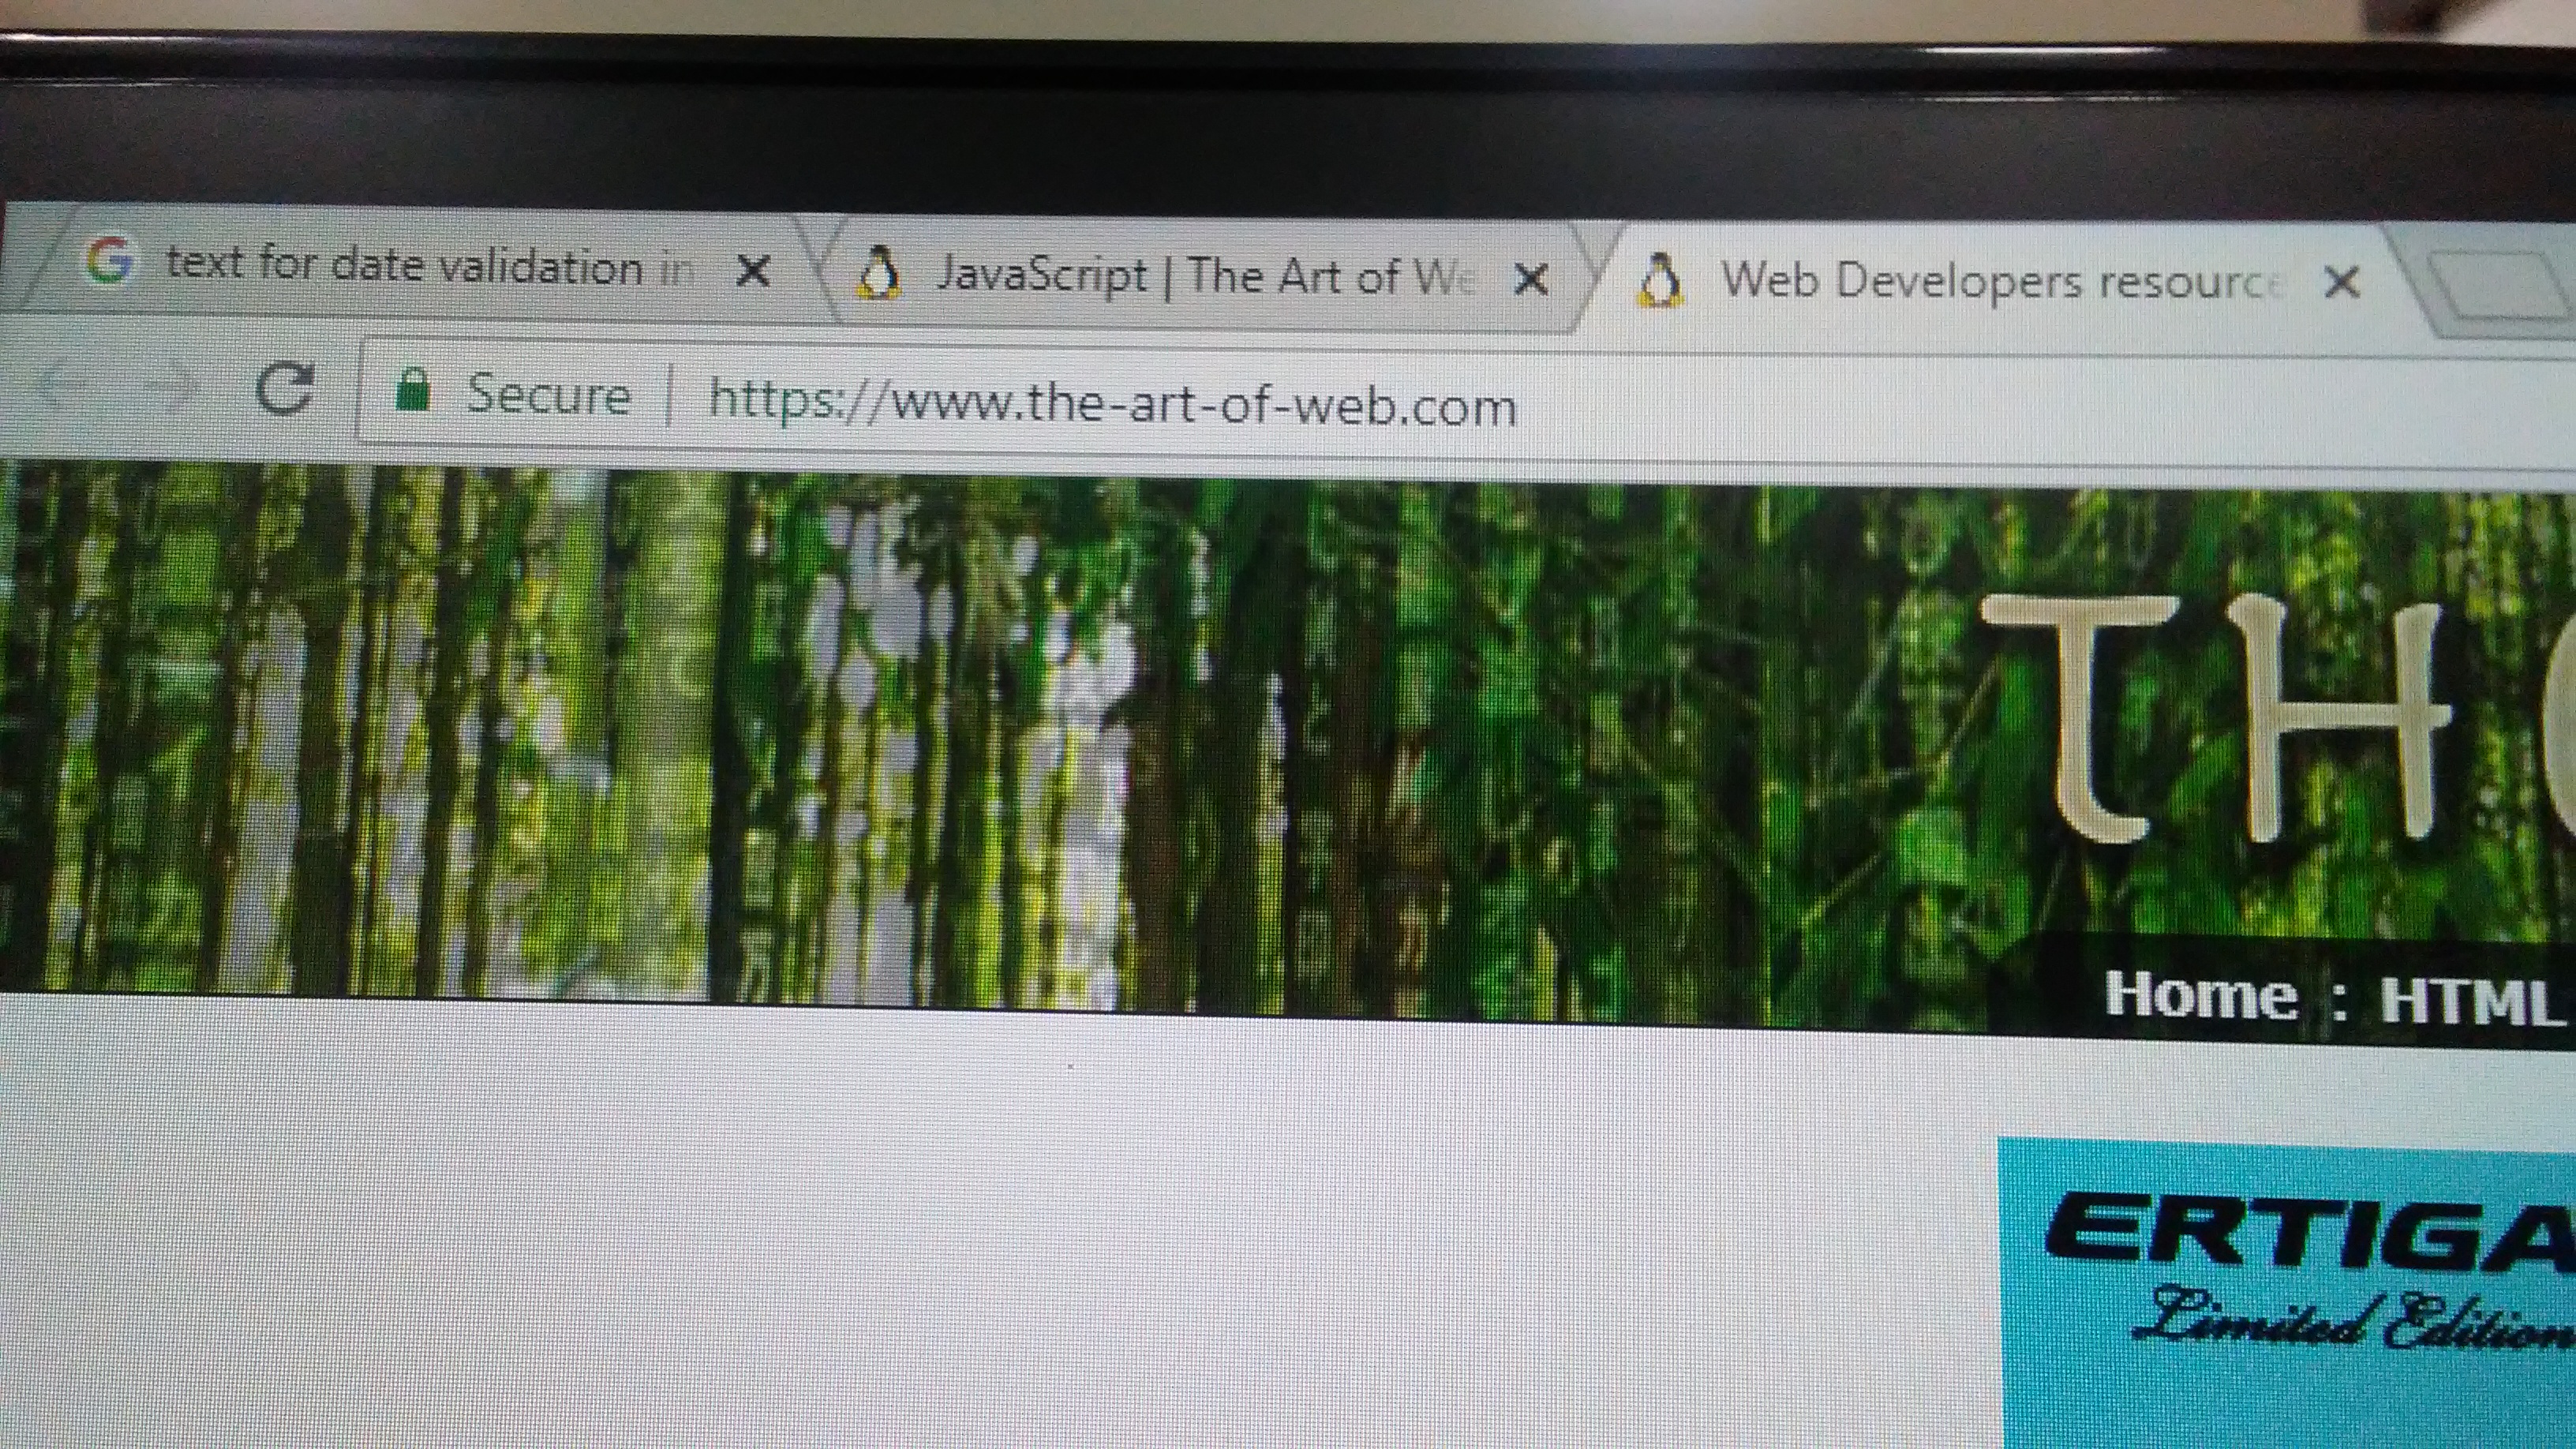 text for date validation in
JavaScript | The Art of We
Web Developers resource
Secure | https://www.the-art-of-web.com
TH
Home : HTML
ERTIGA
Limited Edition